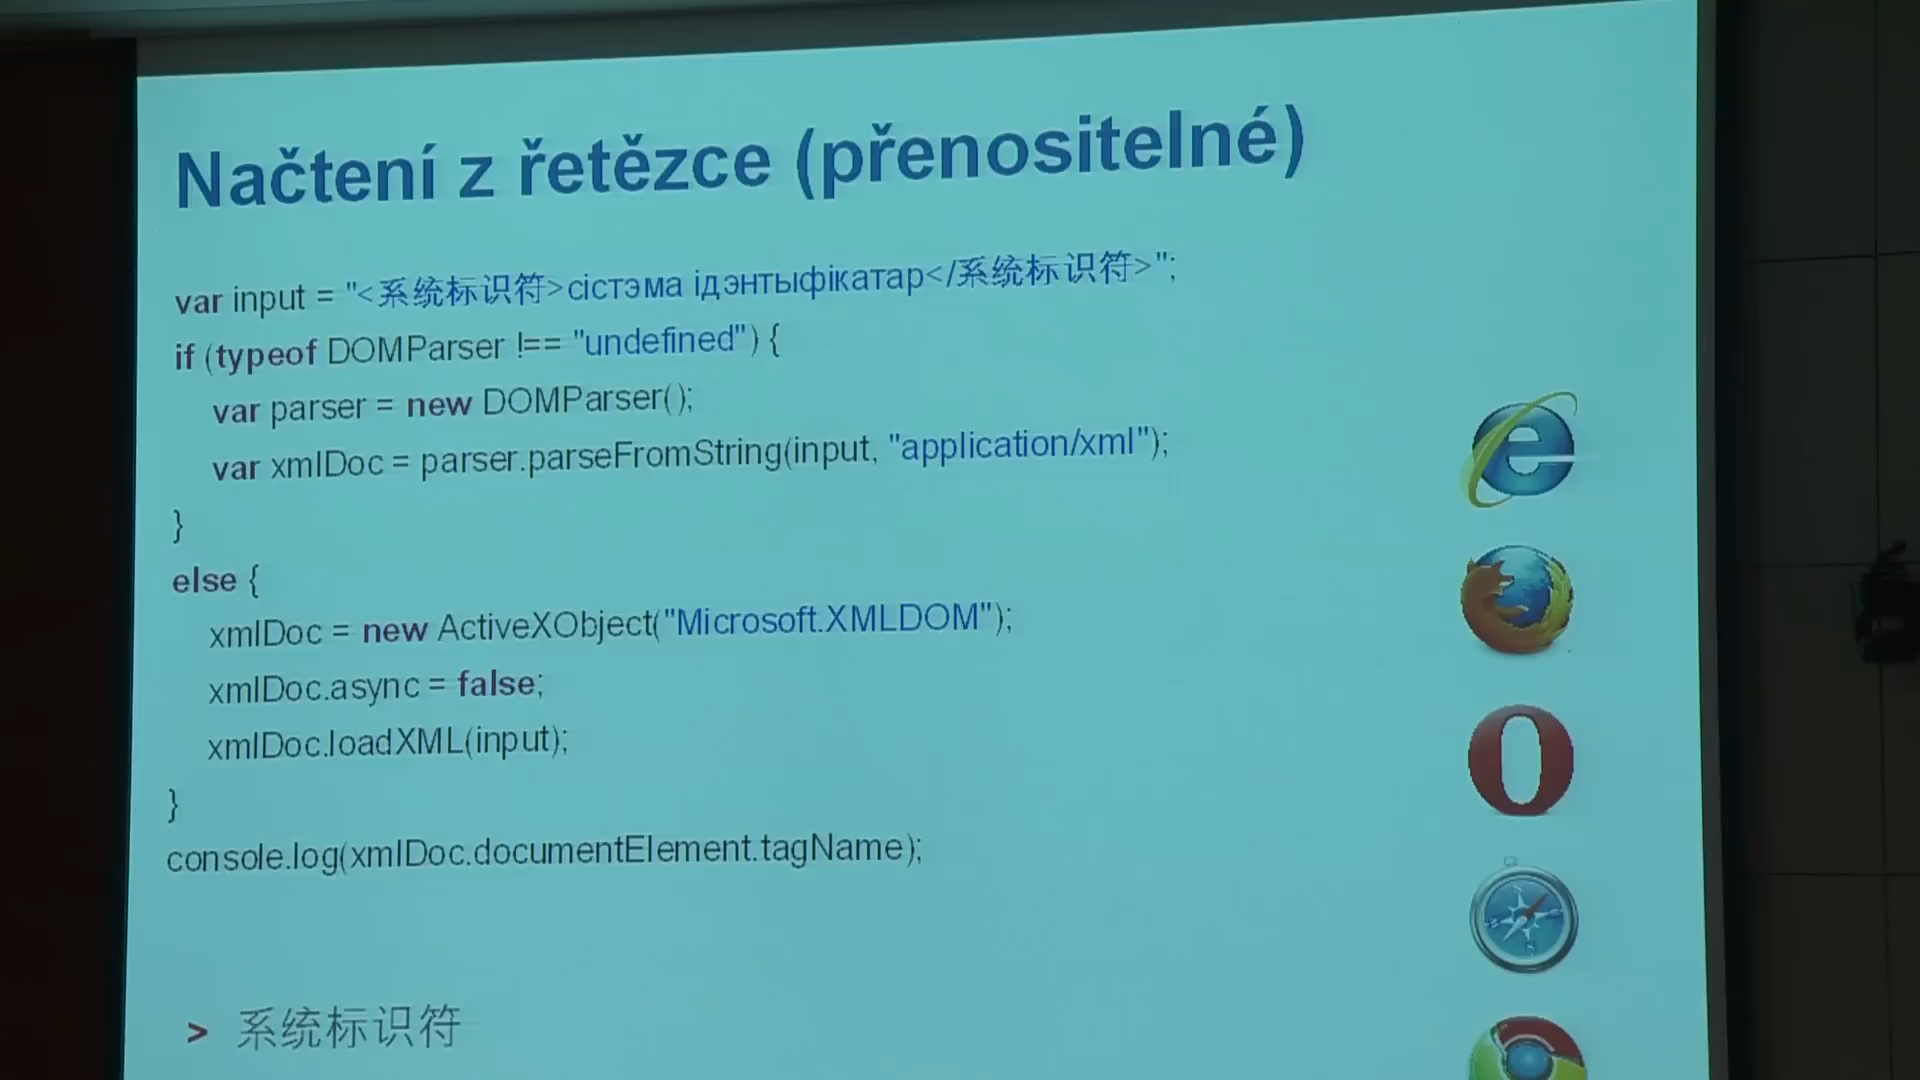 Načtení z řetězce (přenositelné)
var input = "<系统标识符>сістэма ідэнтыфікатар</系统标识符>";
if (typeof DOMParser !== "undefined") {
var parser = new DOMParser();
var xmlDoc = parser.parseFromString(input, "application/xml");
}
else {
xmlDoc = new ActiveXObject("Microsoft.XMLDOM");
xmlDoc.async = false;
xmlDoc.loadXML(input);
}
console.log(xmlDoc.documentElement.tagName);
> 系统标识符